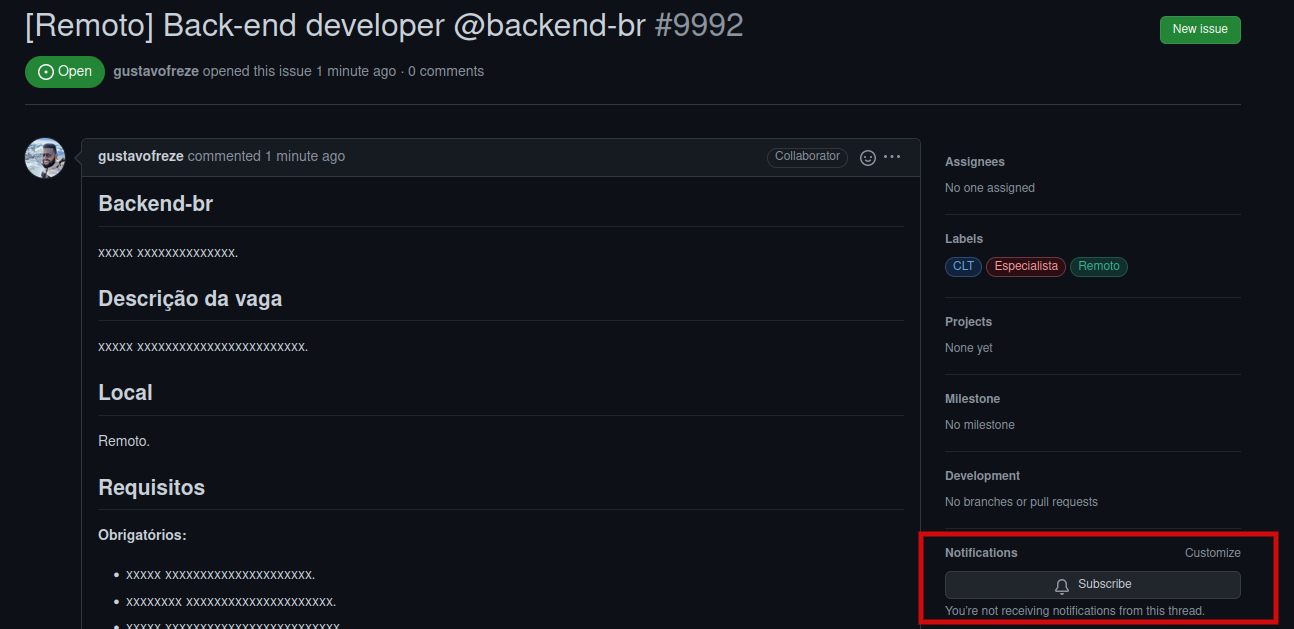 [Remoto] Back-end developer @backend-br #9992
New issue
Open gustavofreze opened this issue 1 minute ago · 0 comments
gustavofreze commented 1 minute ago
Collaborator
Backend-br
xxxxx xxxxxxxxxxxxxx.
Descrição da vaga
xxxxx xxxxxxxxxxxxxxxxxxxxxxxx.
Local
Remoto.
Requisitos
Obrigatórios:
xxxxx xxxxxxxxxxxxxxxxxxxxx.
xxxxxxxx xxxxxxxxxxxxxxxxxxxxx.
Assignees
No one assigned
Labels
CLT Especialista Remoto
Projects
None yet
Milestone
No milestone
Development
No branches or pull requests
Notifications Customize
Subscribe
You're not receiving notifications from this thread.